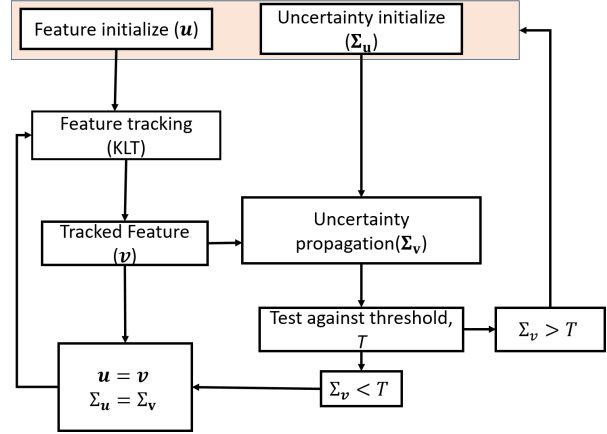 Feature initialize (u)
Uncertainty initialize
(Σu)
Feature tracking
(KLT)
Tracked Feature
(v)
Uncertainty
propagation(Σv)
Test against threshold,
T
Σv > T
Σv < T
u = v
Σu = Σv